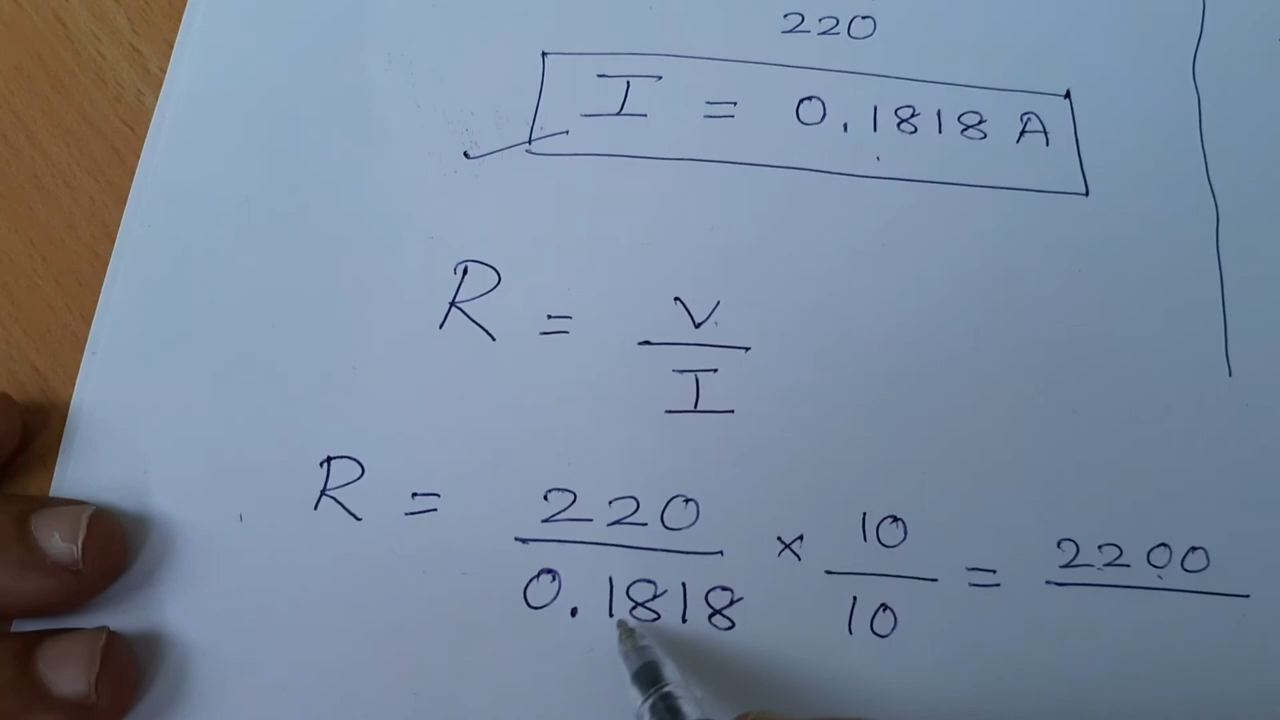 220
I = 0.1818 A
R = V
I
R = 220 × 10 = 2200
0.1818 10